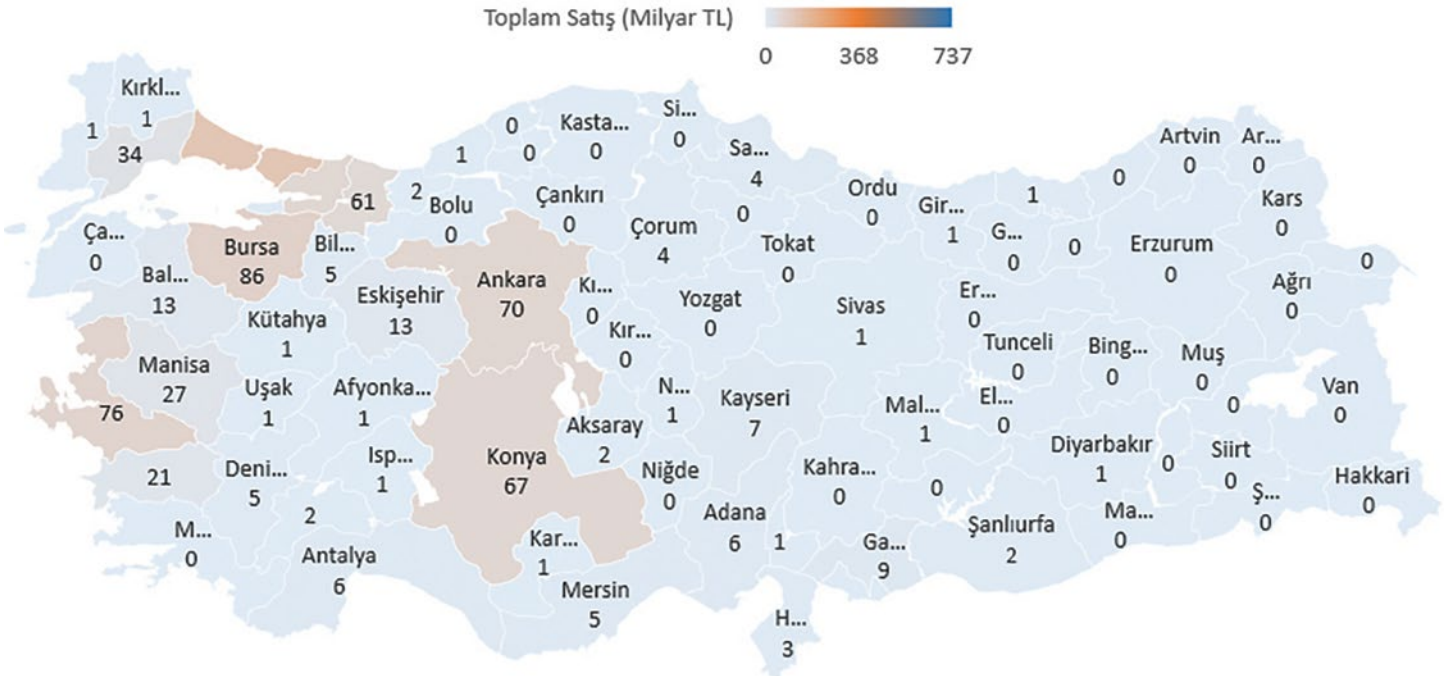 Toplam Satış (Milyar TL)
0 368 737
Kırkl...
1
1
34
61
2
Bolu
0
1
0
0
Kasta...
0
Si...
0
Sa...
4
0
Çankırı
0
Çorum
4
Tokat
0
Ordu
0
Gir...
1
G...
0
1
0
0
Artvin
0
Ar...
0
Kars
0
0
Erzurum
0
Ağrı
0
Ça...
0
Bal...
13
Bursa
86
Bil...
5
Eskişehir
13
Kütahya
1
Ankara
70
Kı...
0
Kır...
0
Yozgat
0
Sivas
1
Er...
0
Tunceli
0
Bing...
0
Muş
0
0
Van
0
Manisa
27
76
Uşak
1
Afyonka...
1
Konya
67
Aksaray
2
N...
1
Kayseri
7
Mal...
1
El...
0
Diyarbakır
1
0
Siirt
0
Ş...
0
Hakkari
0
21
Deni...
5
Isp...
1
2
Niğde
0
Adana
6
1
Kahra...
0
0
Ga...
9
Şanlıurfa
2
Ma...
0
M...
0
Antalya
6
Kar...
1
Mersin
5
H...
3